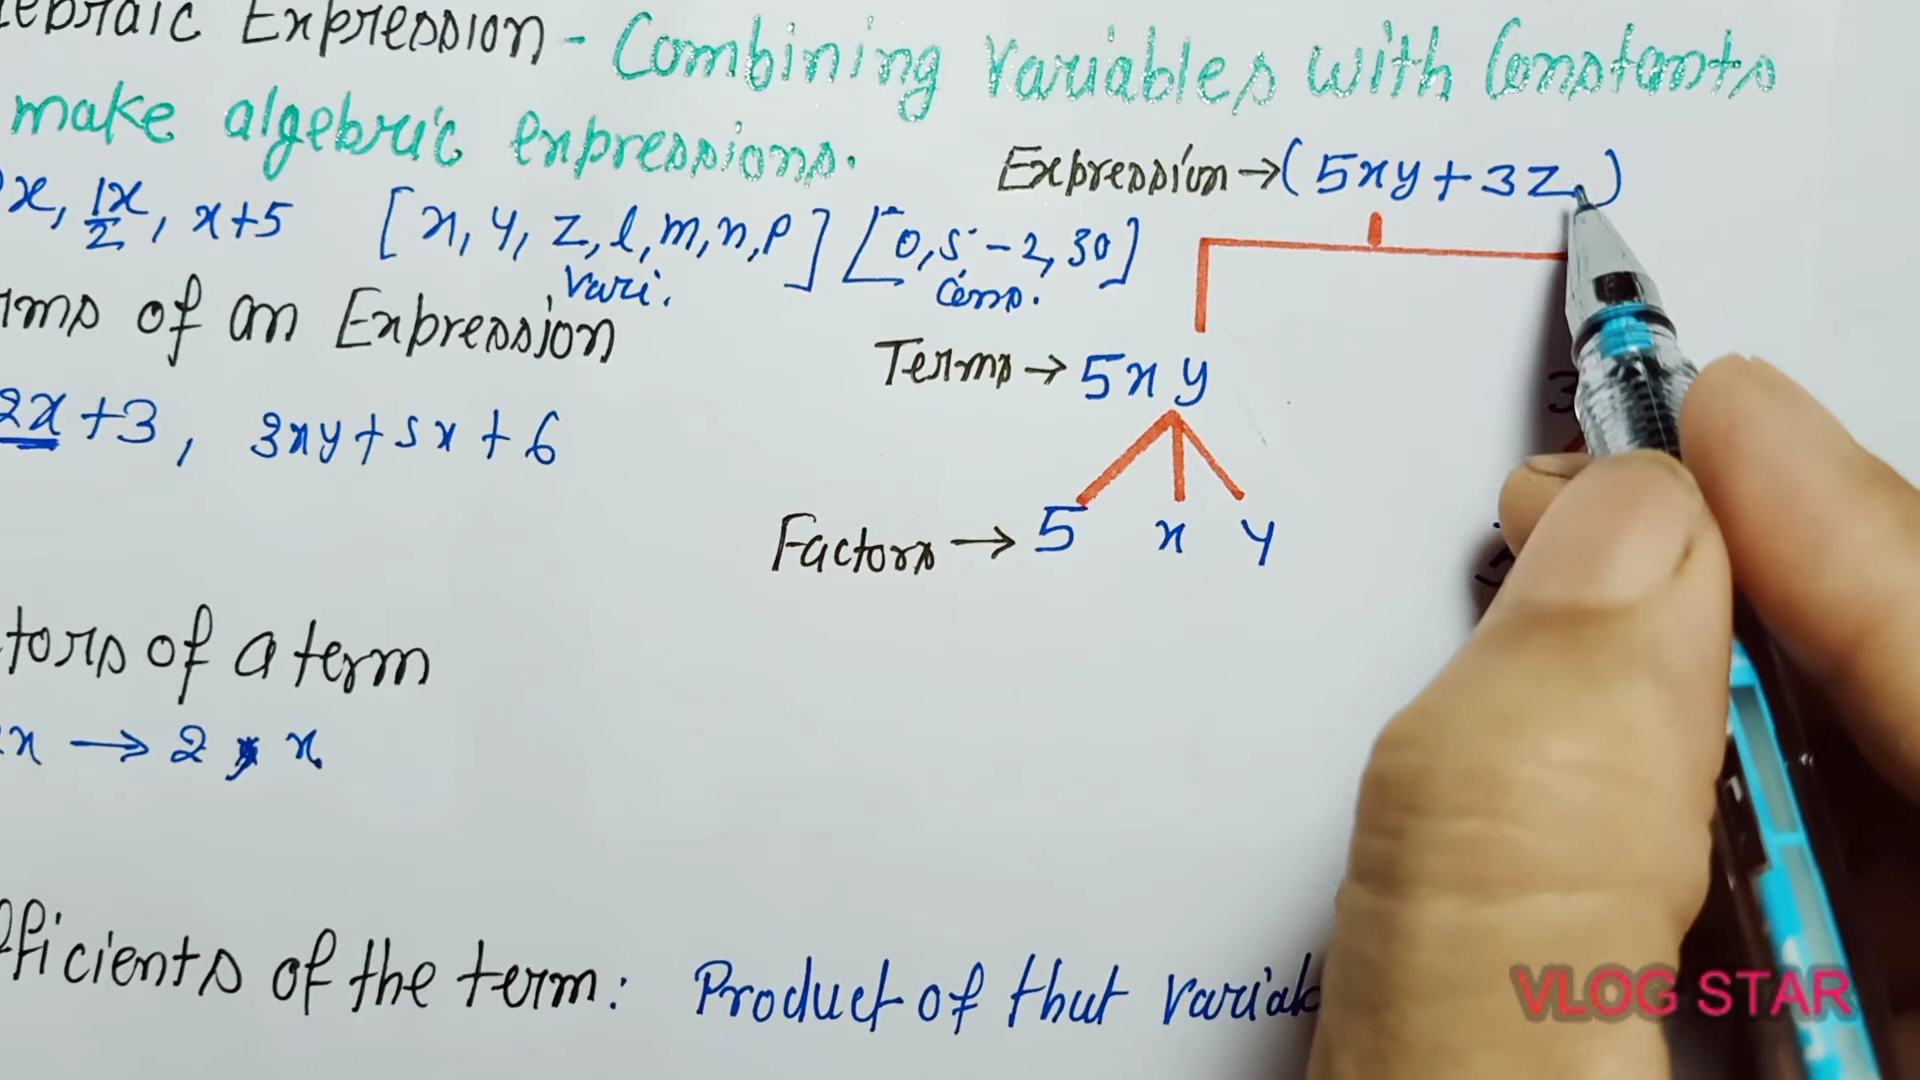 ebraic Expression - Combining Variables with Constants
make algebric expressions.
Expression → (5xy + 3z)
x, 1x/2, x+5 [x, y, z, l, m, n, p] [0, 5 - 2, 30]
Vari. Cons.
rms of an Expression
Terms → 5xy
2x + 3, 3xy + 5x + 6
Factors → 5 x y
tors of a term
x → 2, x
fficients of the term: Product of that variab
VLOG STAR